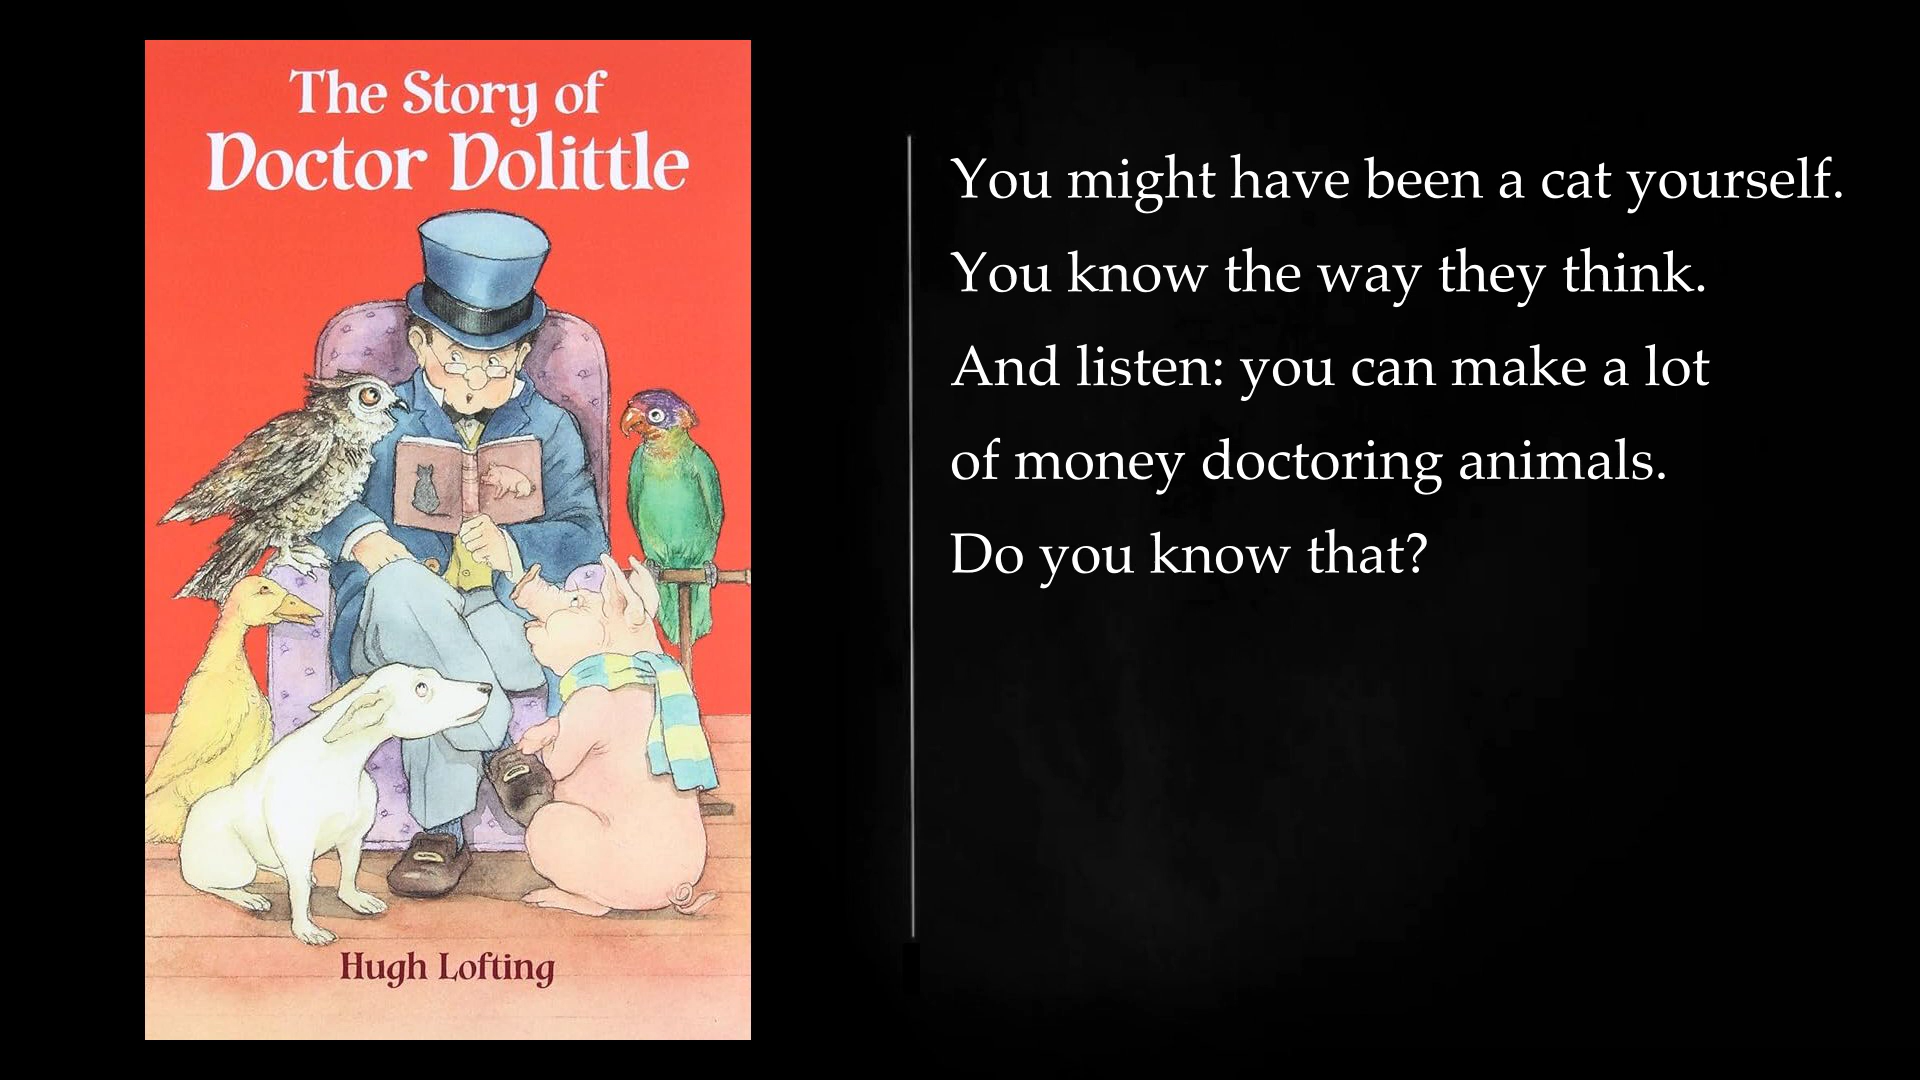 The Story of
Doctor Dolittle
Hugh Lofting
You might have been a cat yourself.
You know the way they think.
And listen: you can make a lot
of money doctoring animals.
Do you know that?